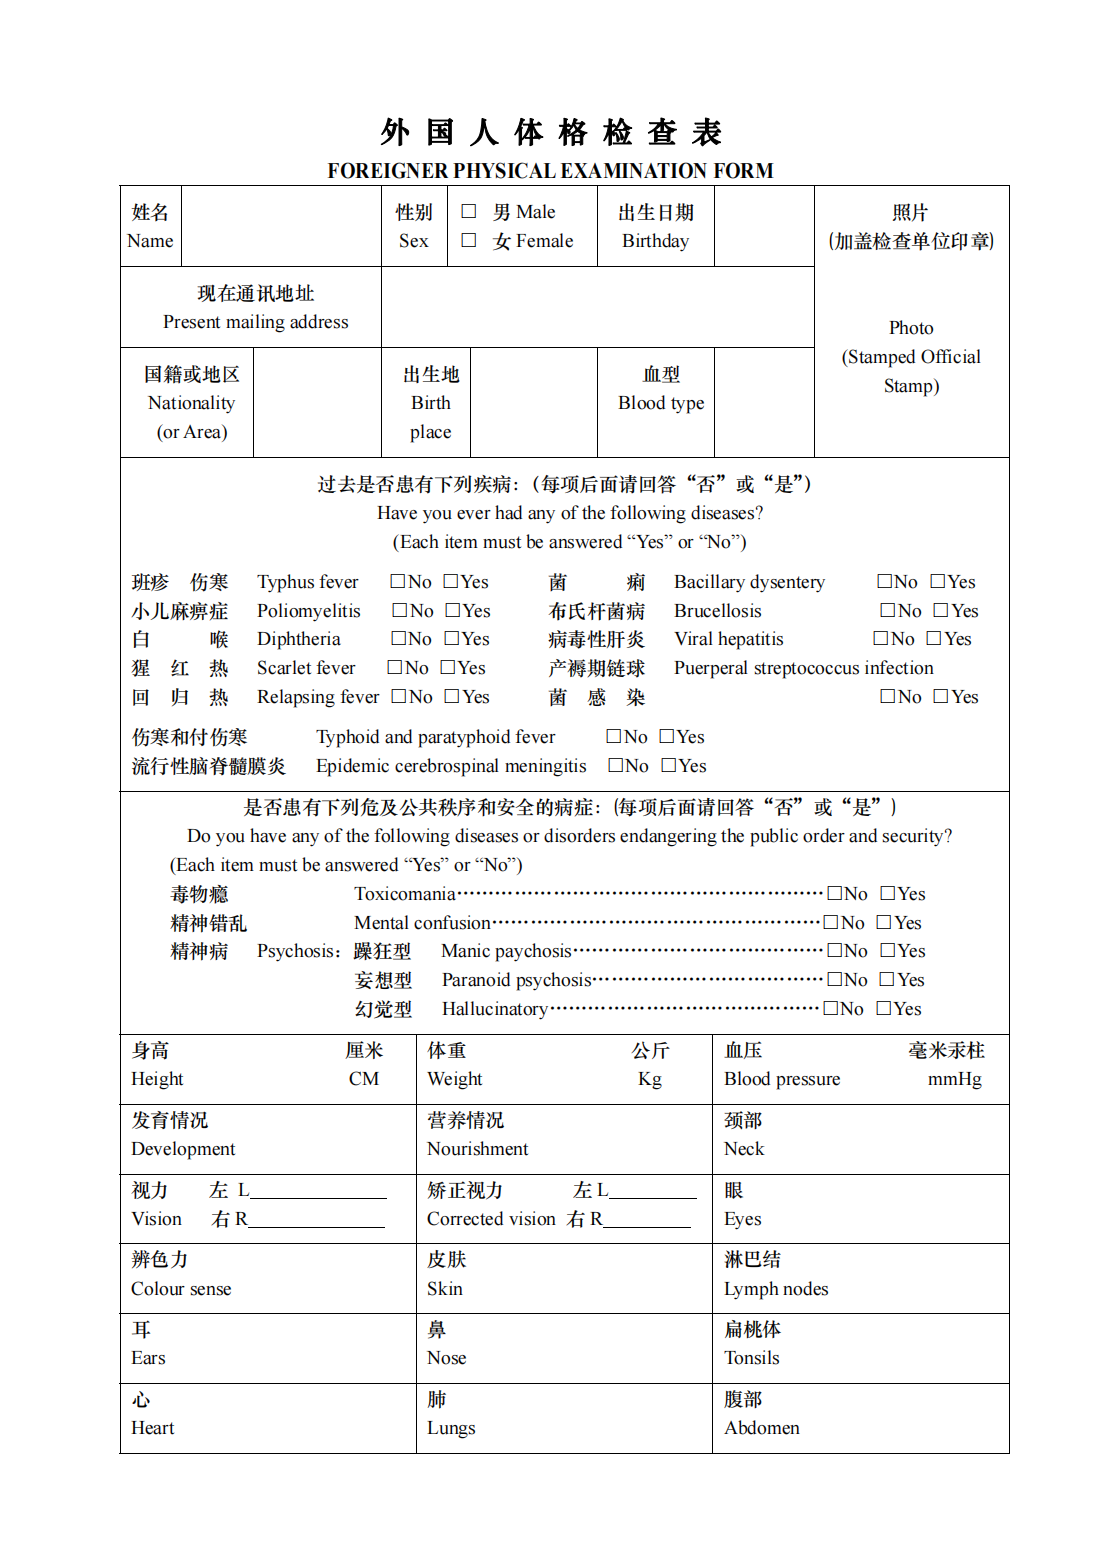 外国人体格检查表
FOREIGNER PHYSICAL EXAMINATION FORM
姓名
Name
性别
Sex
□ 男 Male
□ 女 Female
出生日期
Birthday
照片
(加盖检查单位印章)
Photo
(Stamped Official
Stamp)
现在通讯地址
Present mailing address
国籍或地区
Nationality
(or Area)
出生地
Birth
place
血型
Blood type
过去是否患有下列疾病：（每项后面请回答“否”或“是”）
Have you ever had any of the following diseases?
(Each item must be answered “Yes” or “No”)
班疹 伤寒 Typhus fever □No □Yes 菌 痢 Bacillary dysentery □No □Yes
小儿麻痹症 Poliomyelitis □No □Yes 布氏杆菌病 Brucellosis □No □Yes
白 喉 Diphtheria □No □Yes 病毒性肝炎 Viral hepatitis □No □Yes
猩 红 热 Scarlet fever □No □Yes 产褥期链球 Puerperal streptococcus infection
回 归 热 Relapsing fever □No □Yes 菌 感 染 □No □Yes
伤寒和付伤寒 Typhoid and paratyphoid fever □No □Yes
流行性脑脊髓膜炎 Epidemic cerebrospinal meningitis □No □Yes
是否患有下列危及公共秩序和安全的病症：(每项后面请回答“否”或“是”)
Do you have any of the following diseases or disorders endangering the public order and security?
(Each item must be answered “Yes” or “No”)
毒物瘾 Toxicomania………………………………………………… □No □Yes
精神错乱 Mental confusion…………………………………………… □No □Yes
精神病 Psychosis：躁狂型 Manic paychosis………………………………… □No □Yes
妄想型 Paranoid psychosis……………………………… □No □Yes
幻觉型 Hallucinatory…………………………………… □No □Yes
身高 厘米
Height CM
体重 公斤
Weight Kg
血压 毫米汞柱
Blood pressure mmHg
发育情况
Development
营养情况
Nourishment
颈部
Neck
视力 左 L______________
Vision 右 R______________
矫正视力 左 L_________
Corrected vision 右 R_________
眼
Eyes
辨色力
Colour sense
皮肤
Skin
淋巴结
Lymph nodes
耳
Ears
鼻
Nose
扁桃体
Tonsils
心
Heart
肺
Lungs
腹部
Abdomen